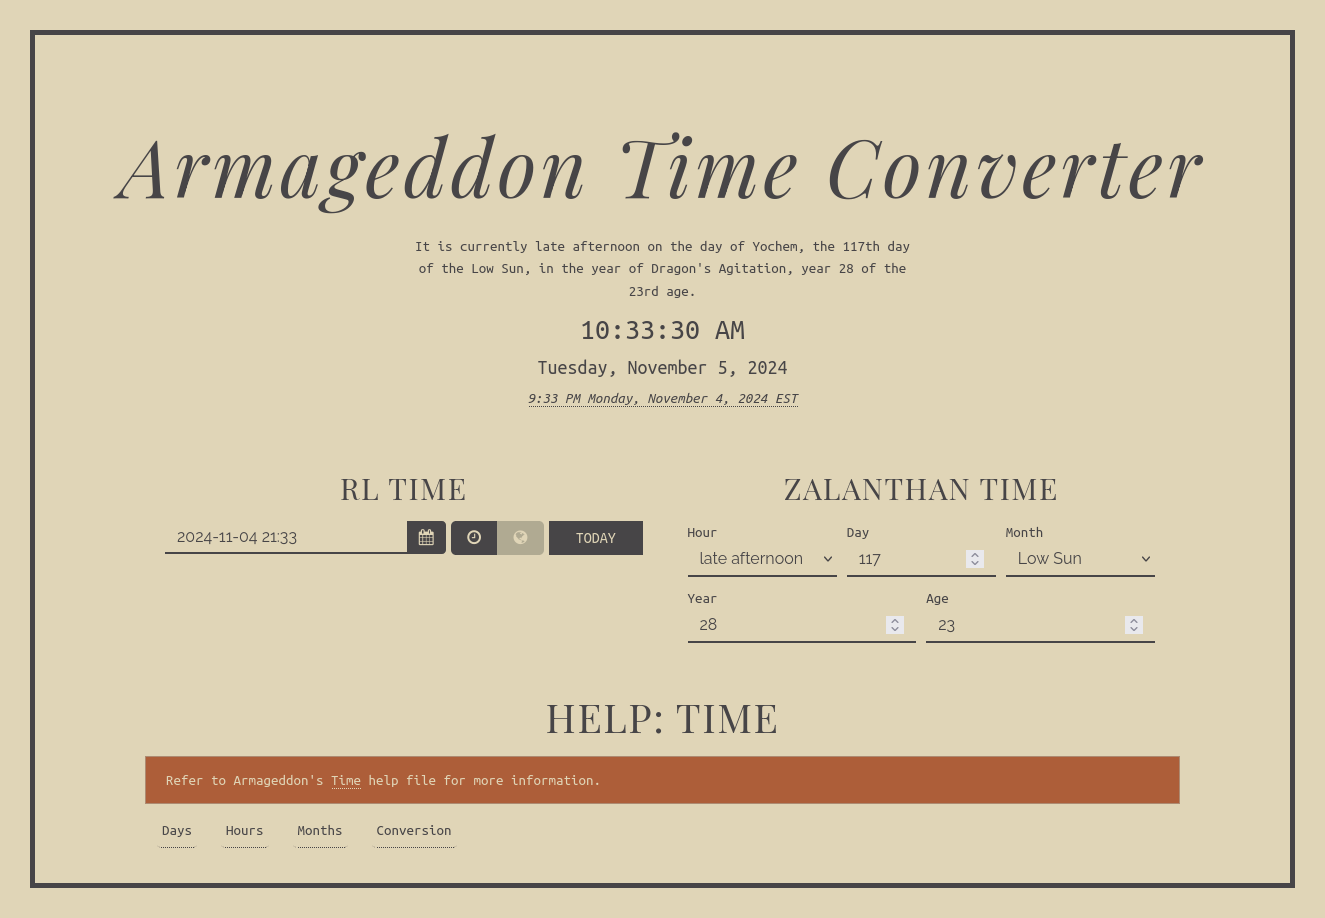 Armageddon Time Converter
It is currently late afternoon on the day of Yochem, the 117th day
of the Low Sun, in the year of Dragon's Agitation, year 28 of the
23rd age.
10:33:30 AM
Tuesday, November 5, 2024
9:33 PM Monday, November 4, 2024 EST
RL TIME
2024-11-04 21:33
TODAY
ZALANTHAN TIME
Hour Day Month
late afternoon 117 Low Sun
Year Age
28 23
HELP: TIME
Refer to Armageddon's Time help file for more information.
Days Hours Months Conversion